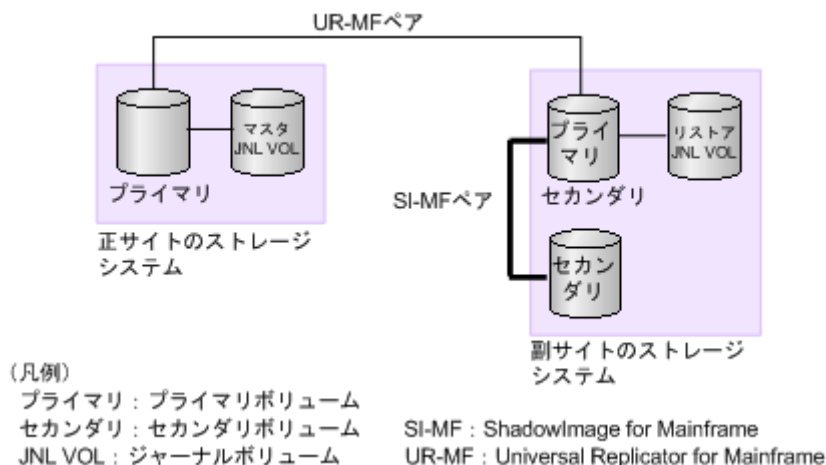 UR-MFペア
マスタ
JNL VOL
プライマリ
正サイトのストレージ
システム
SI-MFペア
プライ
マリ
リストア
JNL VOL
セカンダリ
セカン
ダリ
副サイトのストレージ
システム
（凡例）
プライマリ：プライマリボリューム
セカンダリ：セカンダリボリューム
JNL VOL：ジャーナルボリューム
SI-MF：ShadowImage for Mainframe
UR-MF：Universal Replicator for Mainframe